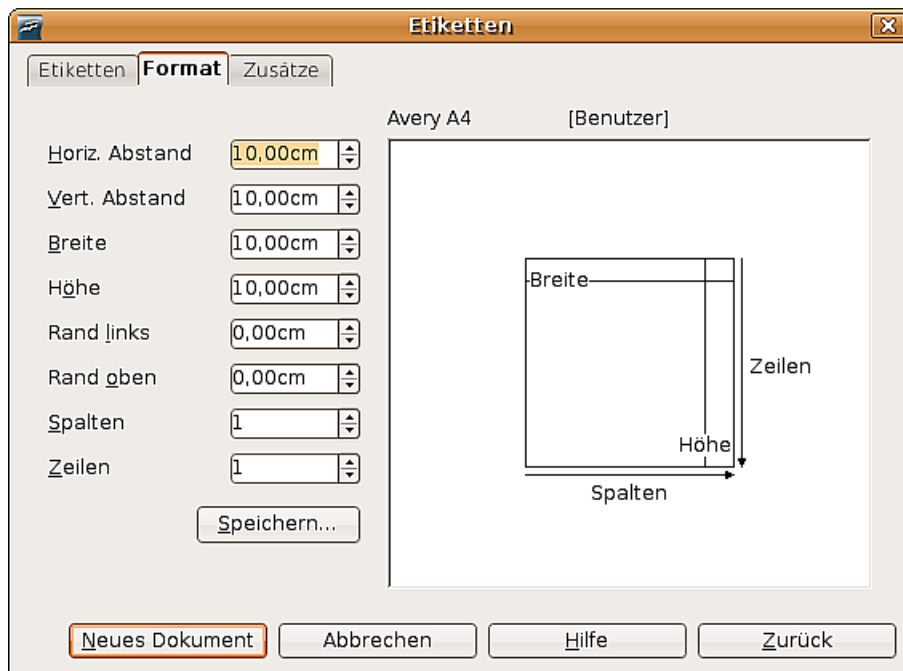 Etiketten
Etiketten Format Zusätze
Avery A4 [Benutzer]
Horiz. Abstand 10,00cm
Vert. Abstand 10,00cm
Breite 10,00cm
Höhe 10,00cm
Rand links 0,00cm
Rand oben 0,00cm
Spalten 1
Zeilen 1
Speichern...
Breite
Zeilen
Höhe
Spalten
Neues Dokument Abbrechen Hilfe Zurück